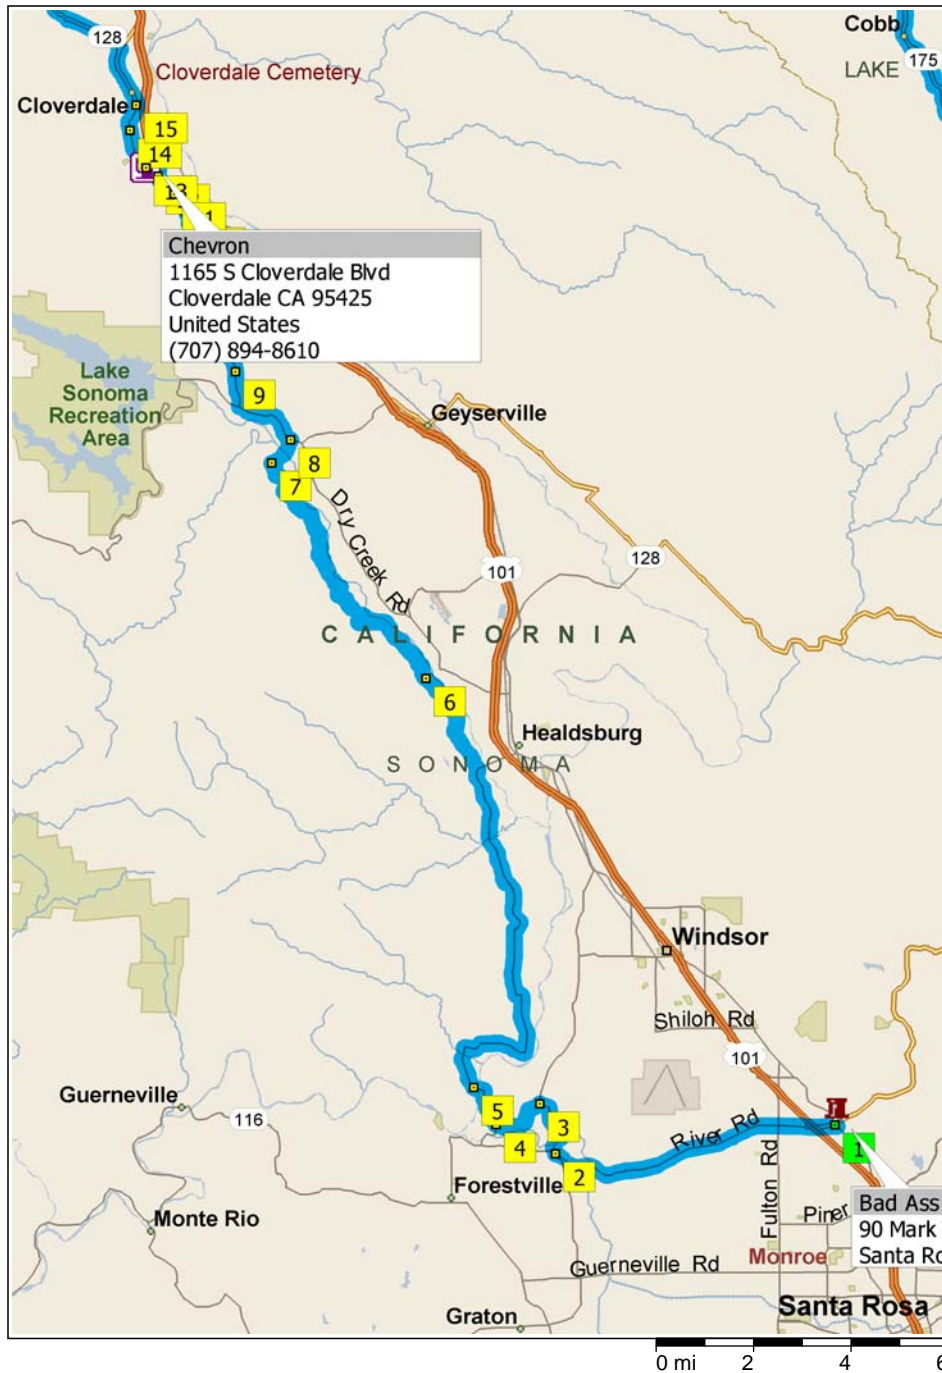 128
Cloverdale Cemetery
Cobb
175
LAKE
Cloverdale
15
14
13
1
Chevron
1165 S Cloverdale Blvd
Cloverdale CA 95425
United States
(707) 894-8610
Lake
Sonoma
Recreation
Area
9
Geyserville
8
7
Dry Creek Rd
101
128
CALIFORNIA
6
Healdsburg
SONOMA
Windsor
Shiloh Rd
101
Guerneville
116
5
3
4
River Rd
1
2
Forestville
Fulton Rd
Monte Rio
Piner
Bad Ass
90 Mark
Santa Ro
Monroe
Guerneville Rd
Santa Rosa
Graton
0 mi 2 4 6